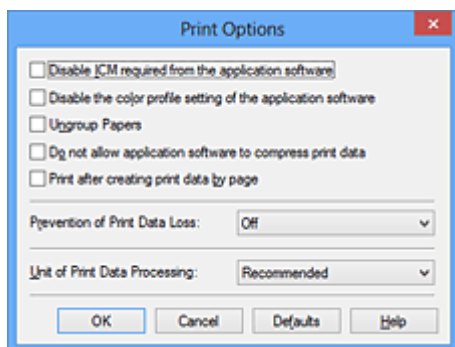 Print Options
Disable ICM required from the application software
Disable the color profile setting of the application software
Ungroup Papers
Do not allow application software to compress print data
Print after creating print data by page
Prevention of Print Data Loss: Off
Unit of Print Data Processing: Recommended
OK Cancel Defaults Help